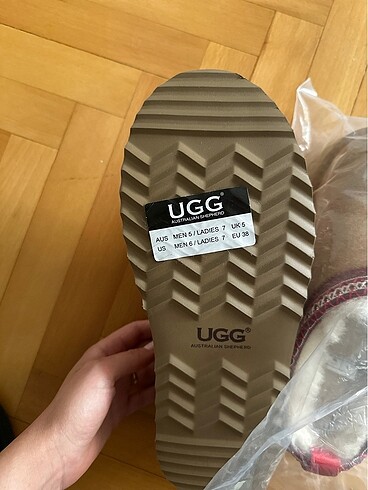 UGG®
AUSTRALIAN SHEPHERD
AUS MEN 5 / LADIES 7 UK 5
US MEN 6 / LADIES 7 EU 38
UGG®
AUSTRALIAN SHEPHERD